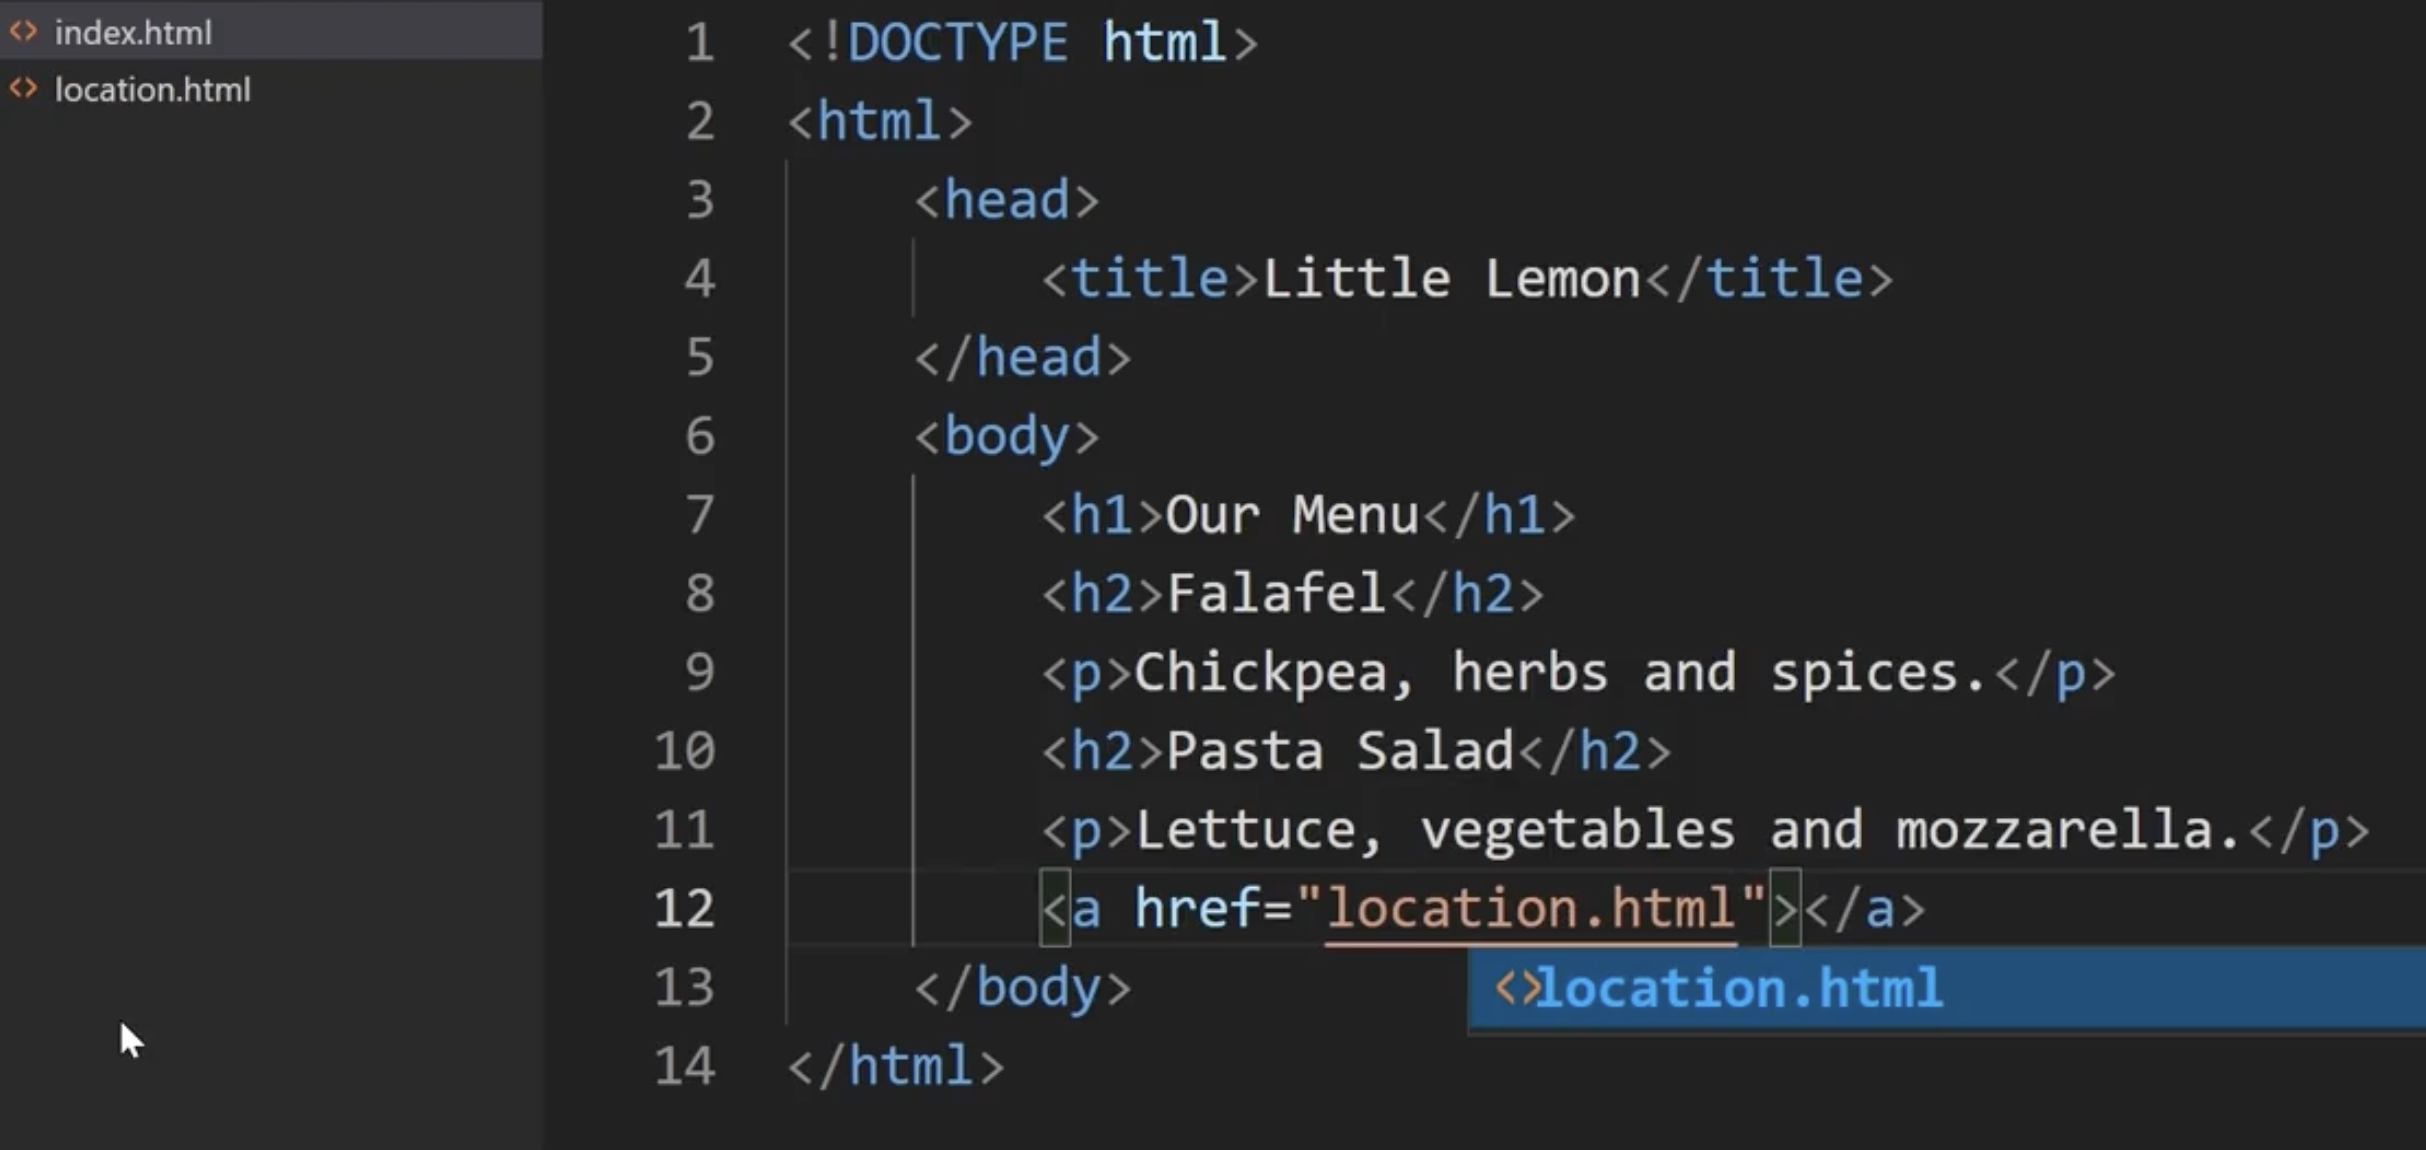 index.html
location.html
1 <!DOCTYPE html>
2 <html>
3 <head>
4 <title>Little Lemon</title>
5 </head>
6 <body>
7 <h1>Our Menu</h1>
8 <h2>Falafel</h2>
9 <p>Chickpea, herbs and spices.</p>
10 <h2>Pasta Salad</h2>
11 <p>Lettuce, vegetables and mozzarella.</p>
12 <a href="location.html"></a>
13 </body>
location.html
14 </html>